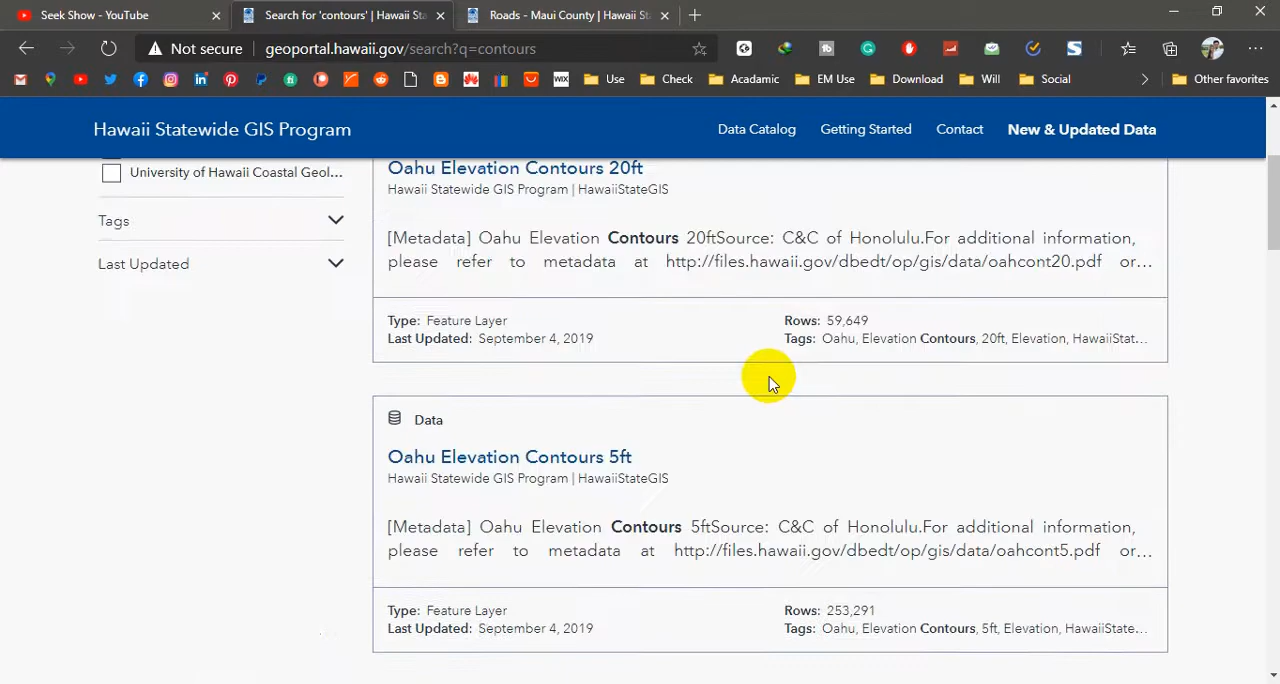 Seek Show - YouTube
Search for 'contours' | Hawaii Sta
Roads - Maui County | Hawaii St
Not secure
geoportal.hawaii.gov/search?q=contours
Use
Check
Acadamic
EM Use
Download
Will
Social
Other favorites
Hawaii Statewide GIS Program
Data Catalog
Getting Started
Contact
New & Updated Data
University of Hawaii Coastal Geol...
Tags
Last Updated
Oahu Elevation Contours 20ft
Hawaii Statewide GIS Program | HawaiiStateGIS
[Metadata] Oahu Elevation Contours 20ftSource: C&C of Honolulu.For additional information,
please refer to metadata at http://files.hawaii.gov/dbedt/op/gis/data/oahcont20.pdf or...
Type: Feature Layer
Last Updated: September 4, 2019
Rows: 59,649
Tags: Oahu, Elevation Contours, 20ft, Elevation, HawaiiStat...
Data
Oahu Elevation Contours 5ft
Hawaii Statewide GIS Program | HawaiiStateGIS
[Metadata] Oahu Elevation Contours 5ftSource: C&C of Honolulu.For additional information,
please refer to metadata at http://files.hawaii.gov/dbedt/op/gis/data/oahcont5.pdf or...
Type: Feature Layer
Last Updated: September 4, 2019
Rows: 253,291
Tags: Oahu, Elevation Contours, 5ft, Elevation, HawaiiState...